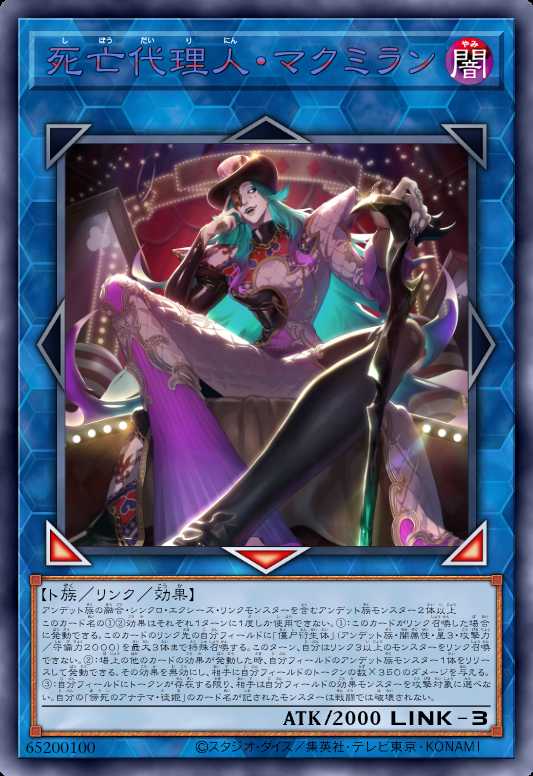 死亡代理人・マクミラン
しぼうだいりにん
やみ
闇
【ト族／リンク／効果】
アンデット族の融合・シンクロ・エクシーズ・リンクモンスターを含むアンデット族モンスター2体以上
このカード名の①②効果はそれぞれ1ターンに1度しか使用できない。①：このカードがリンク召喚した場合
に発動できる。このカードのリンク先の自分フィールドに「僵尸衍生体」(アンデット族・闇属性・星3・攻撃力
／守備力2000)を最大3体まで特殊召喚する。このターン、自分はリンク3以上のモンスターをリンク召喚
できない。②：場上の他のカードの効果が発動した時、自分フィールドのアンデット族モンスター1体をリリー
スして発動できる。その効果を無効にし、相手に自分フィールドのトークンの数×350のダメージを与える。
③：自分フィールドにトークンが存在する限り、相手は自分フィールドの効果モンスターを攻撃対象に選べな
い。自分の「祭死のアナテマ・徒姫」のカード名が記されたモンスターは戦闘では破壊されない。
ATK/2000 LINK-3
65200100
©スタジオ・ダイス/集英社・テレビ東京・KONAMI